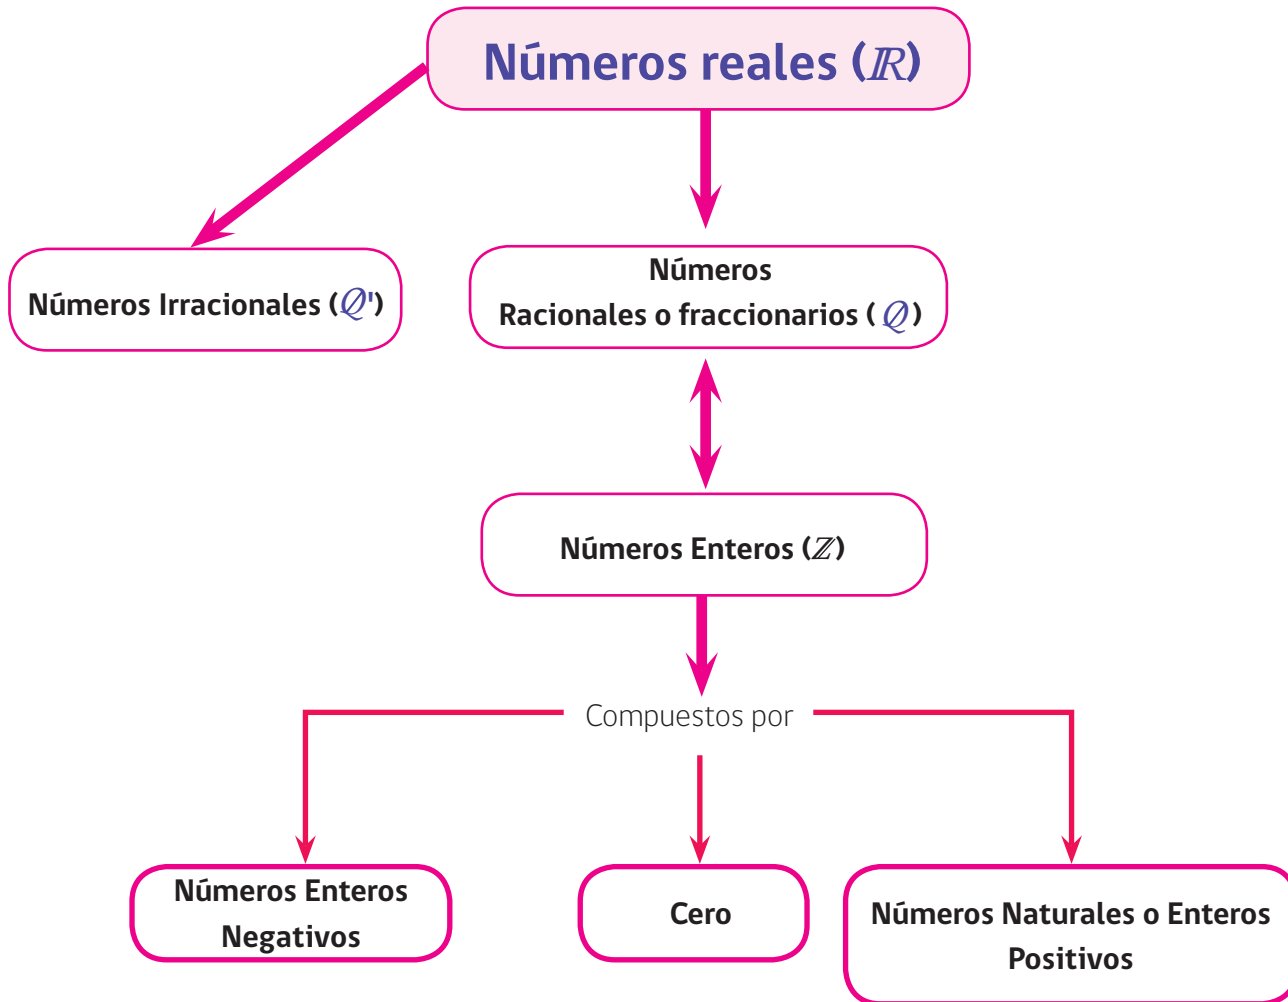 Números reales (ℝ)
Números Irracionales (ℚ')
Números
Racionales o fraccionarios ( ℚ )
Números Enteros (ℤ)
Compuestos por
Números Enteros
Negativos
Cero
Números Naturales o Enteros
Positivos